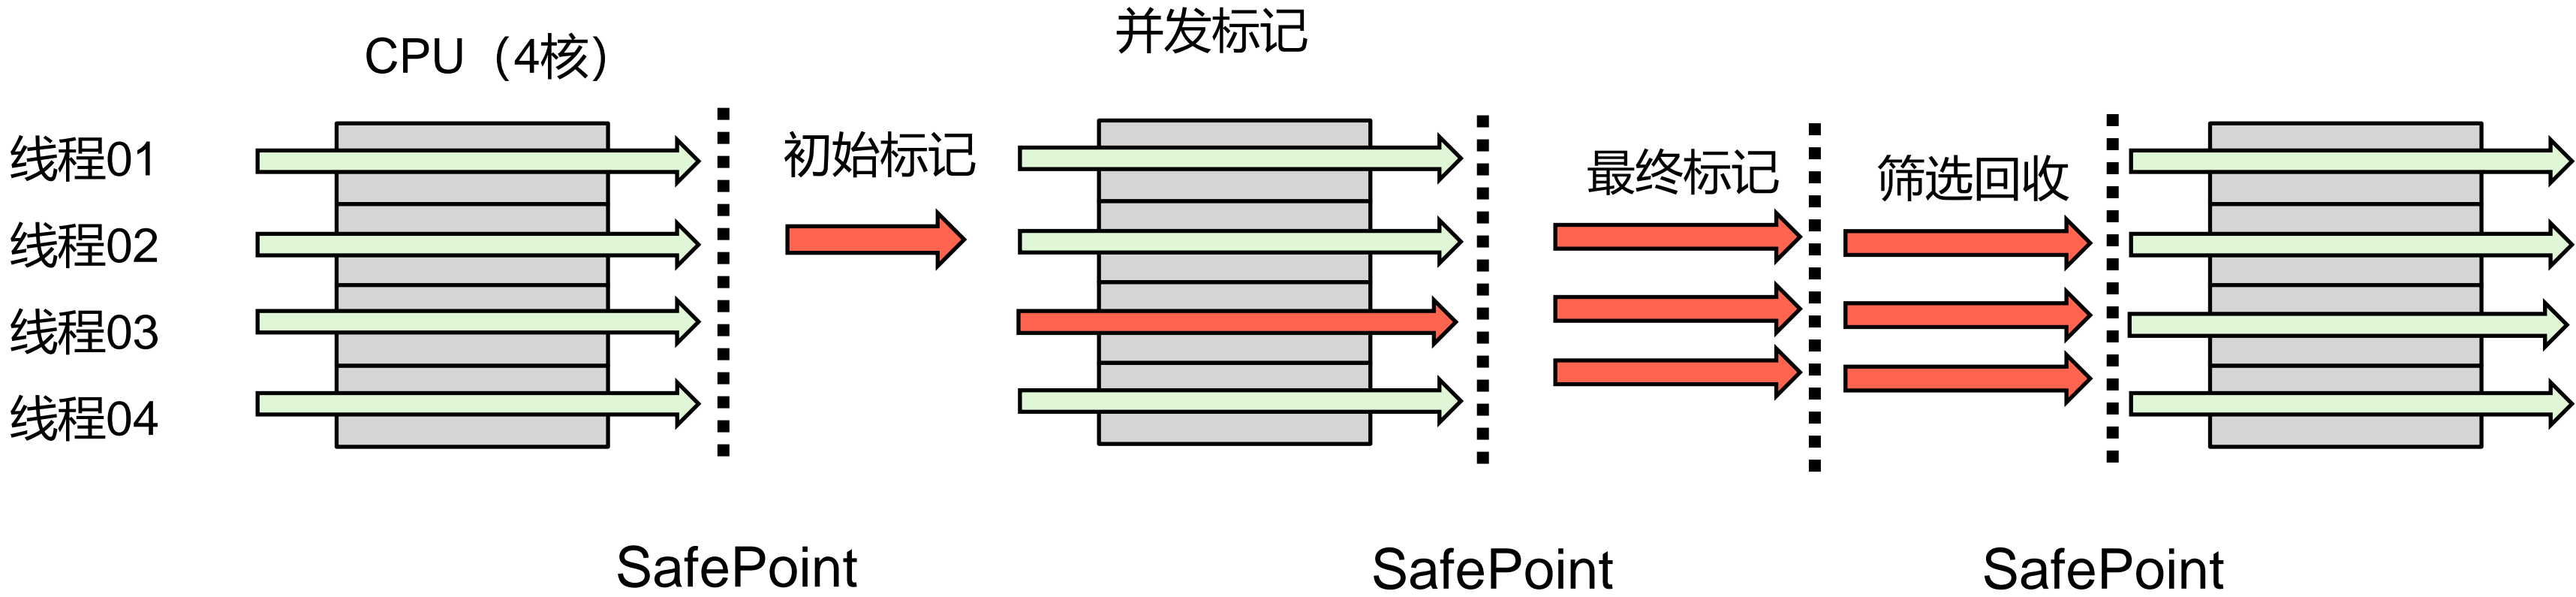 并发标记
CPU（4核）
线程01
初始标记
最终标记
筛选回收
线程02
线程03
线程04
SafePoint
SafePoint
SafePoint